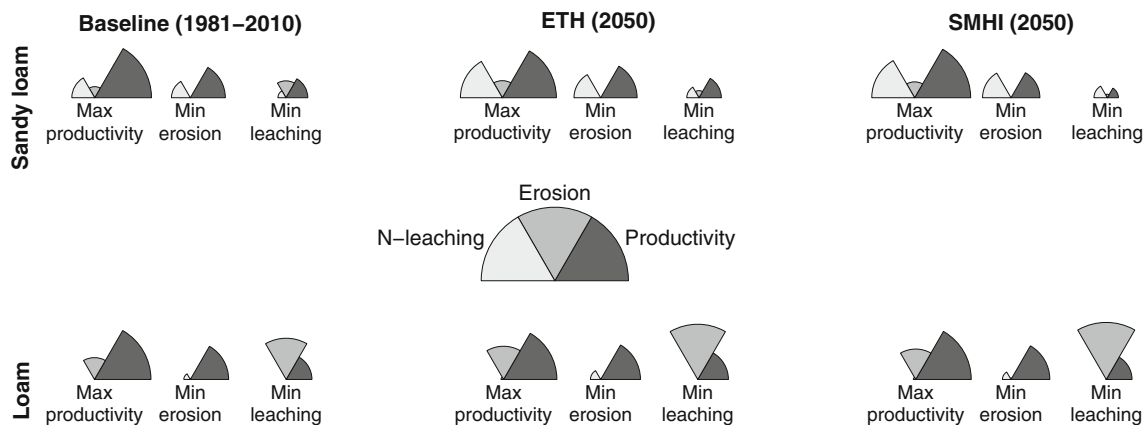 Baseline (1981−2010)
ETH (2050)
SMHI (2050)
Sandy loam
Max
productivity
Min
erosion
Min
leaching
Max
productivity
Min
erosion
Min
leaching
Max
productivity
Min
erosion
Min
leaching
Erosion
N−leaching
Productivity
Loam
Max
productivity
Min
erosion
Min
leaching
Max
productivity
Min
erosion
Min
leaching
Max
productivity
Min
erosion
Min
leaching